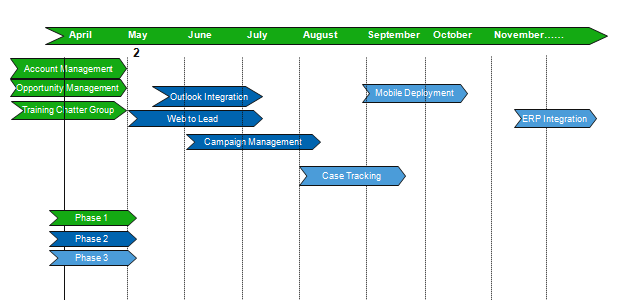 April May June July August September October November......
2
Account Management
Opportunity Management
Outlook Integration
Mobile Deployment
Training Chatter Group
Web to Lead
ERP Integration
Campaign Management
Case Tracking
Phase 1
Phase 2
Phase 3